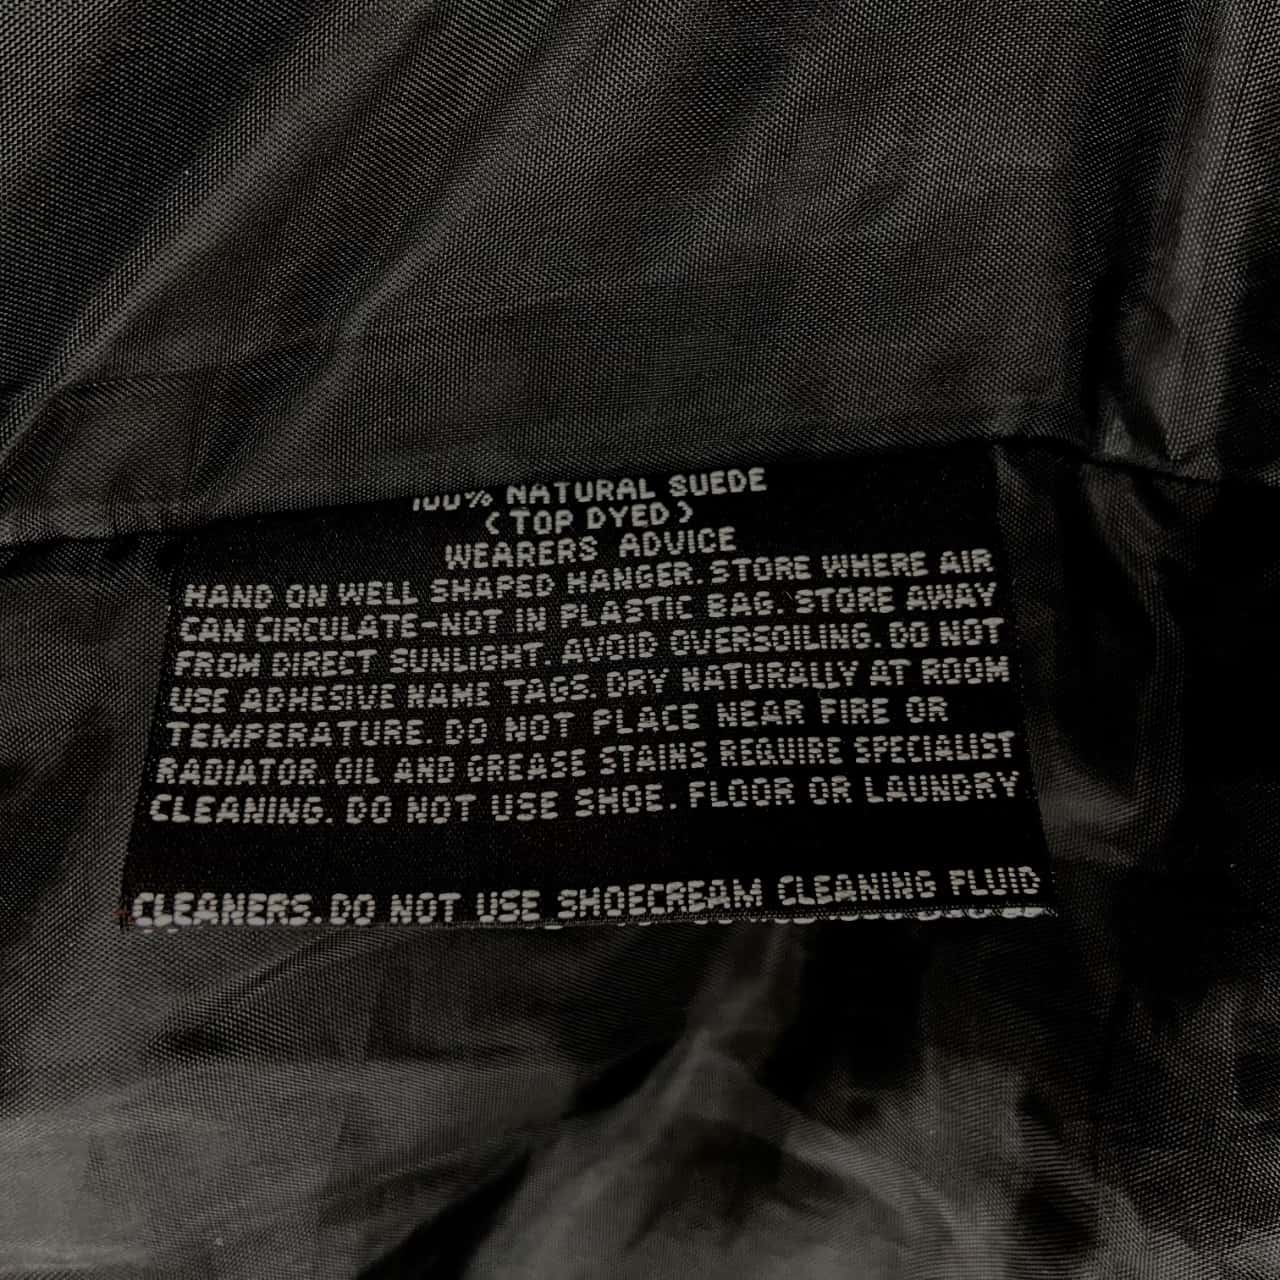 100% NATURAL SUEDE
(TOP DYED)
WEARERS ADVICE
HAND ON WELL SHAPED HANGER. STORE WHERE AIR
CAN CIRCULATE-NOT IN PLASTIC BAG. STORE AWAY
FROM DIRECT SUNLIGHT. AVOID OVERSOILING. DO NOT
USE ADHESIVE NAME TAGS. DRY NATURALLY AT ROOM
TEMPERATURE. DO NOT PLACE NEAR FIRE OR
RADIATOR. OIL AND GREASE STAINS REQUIRE SPECIALIST
CLEANING. DO NOT USE SHOE. FLOOR OR LAUNDRY
CLEANERS. DO NOT USE SHOECREAM CLEANING FLUID